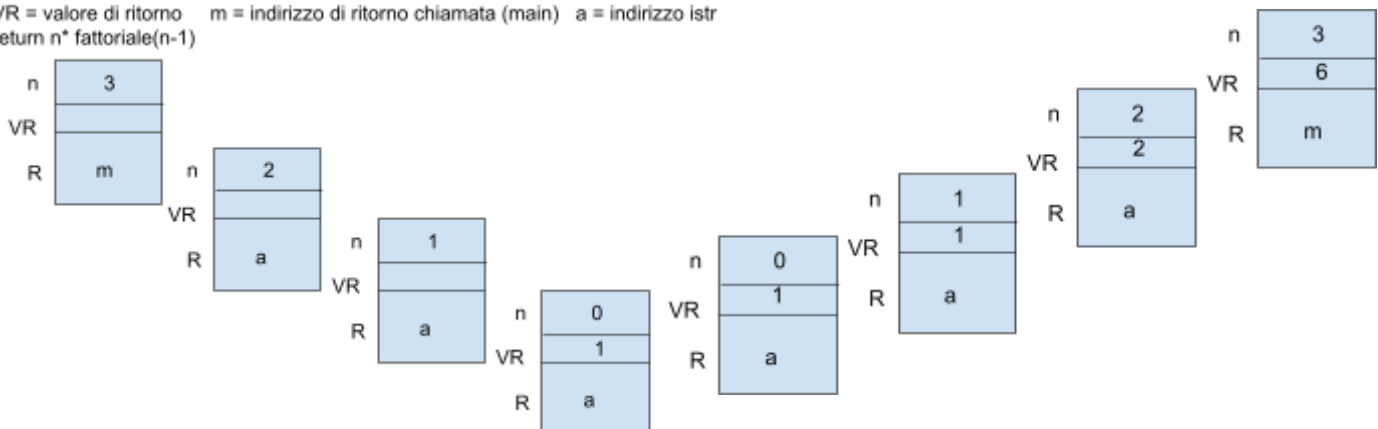 VR = valore di ritorno m = indirizzo di ritorno chiamata (main) a = indirizzo istr
return n* fattoriale(n-1)
n 3
VR
R m
n 2
VR
R a
n 1
VR
R a
n 0
VR 1
R a
n 0
VR 1
R a
n 1
VR 1
R a
n 2
VR 2
R a
n 3
VR 6
R m